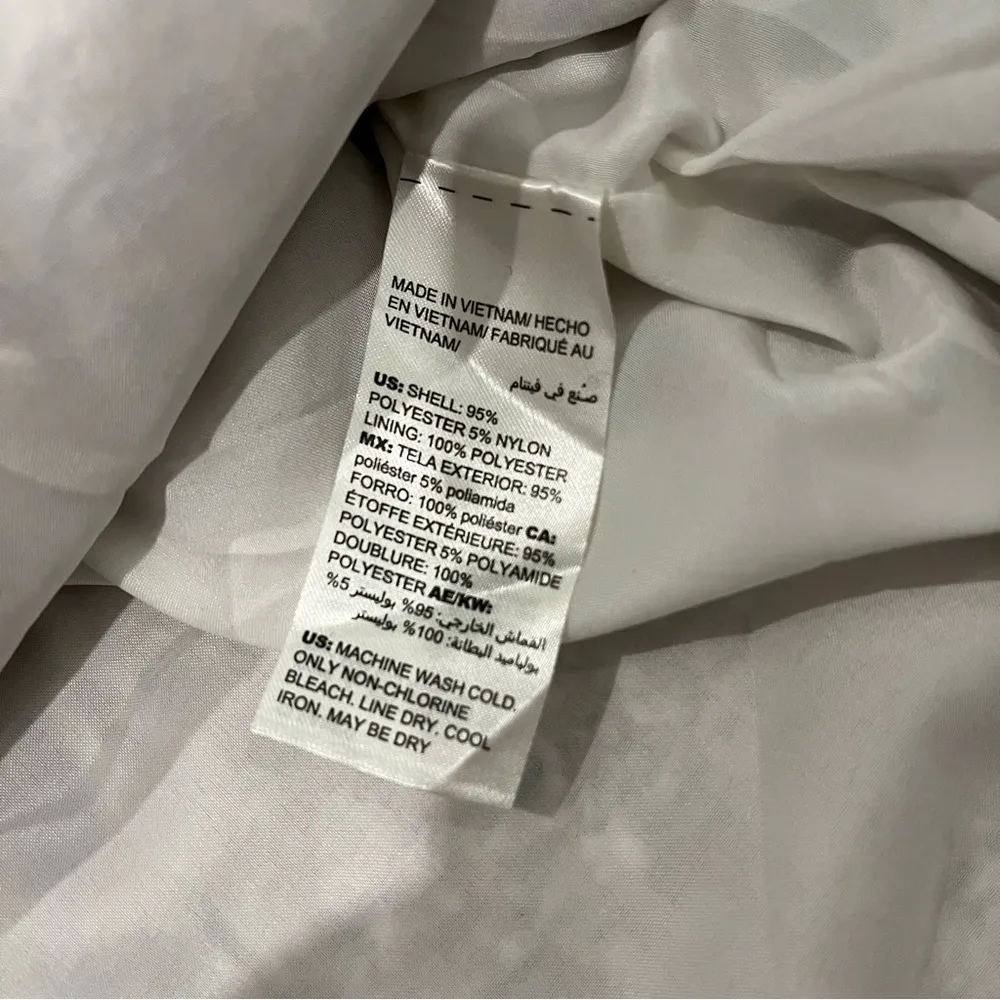 MADE IN VIETNAM/ HECHO
EN VIETNAM/ FABRIQUÉ AU
VIETNAM/
صُنع في فيتنام
US: SHELL: 95%
POLYESTER 5% NYLON
LINING: 100% POLYESTER
MX: TELA EXTERIOR: 95%
poliéster 5% poliamida
FORRO: 100% poliéster CA:
ÉTOFFE EXTÉRIEURE: 95%
POLYESTER 5% POLYAMIDE
DOUBLURE: 100%
POLYESTER AE/KW:
القماش الخارجي: 95% بوليستر 5%
بولياميد البطانة: 100% بوليستر
US: MACHINE WASH COLD.
ONLY NON-CHLORINE
BLEACH. LINE DRY. COOL
IRON. MAY BE DRY